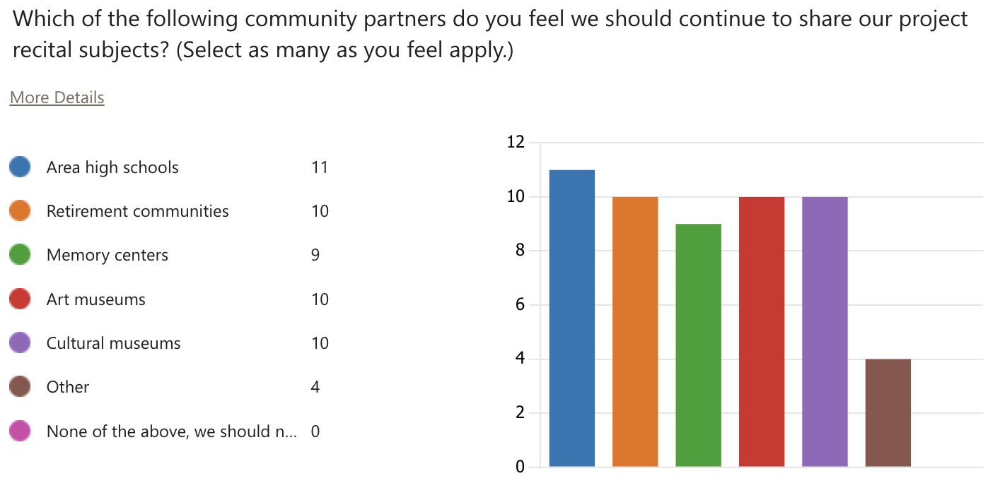 Which of the following community partners do you feel we should continue to share our project
recital subjects? (Select as many as you feel apply.)
More Details
Area high schools 11
Retirement communities 10
Memory centers 9
Art museums 10
Cultural museums 10
Other 4
None of the above, we should n... 0
12
10
8
6
4
2
0